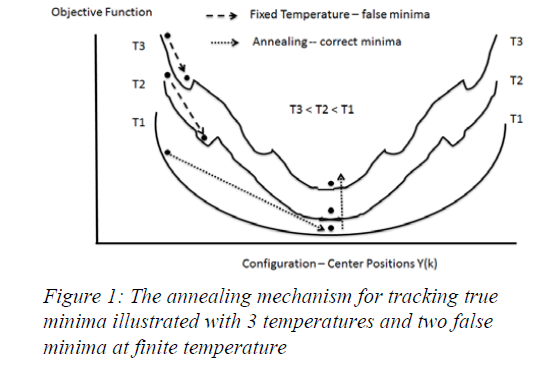 Objective Function
Fixed Temperature – false minima
Annealing -- correct minima
T3
T3
T2
T2
T3 < T2 < T1
T1
T1
Configuration – Center Positions Y(k)
Figure 1: The annealing mechanism for tracking true
minima illustrated with 3 temperatures and two false
minima at finite temperature